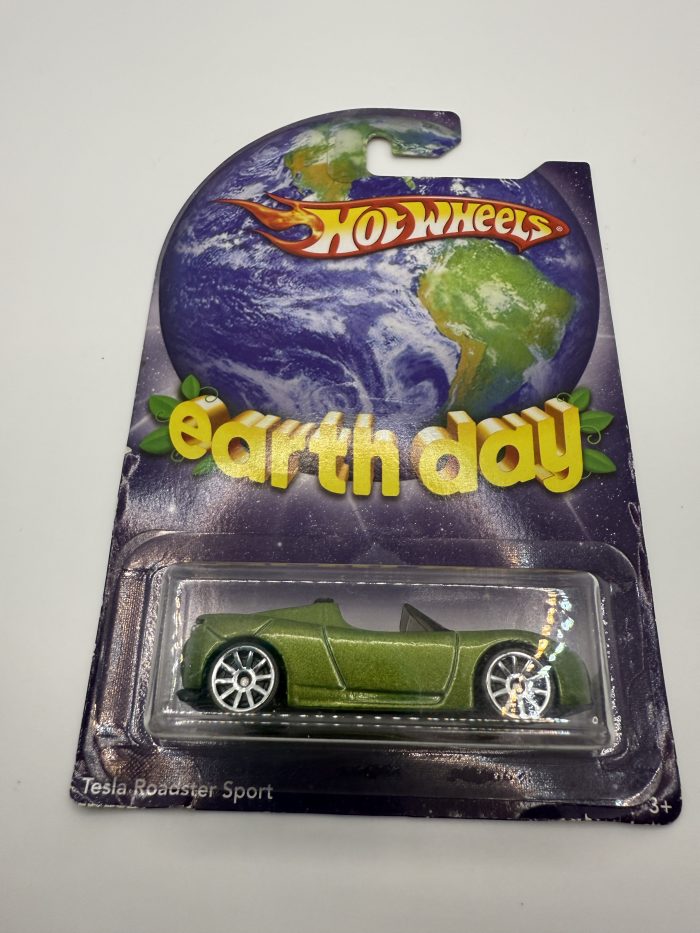 HOT WHEELS®
earth day
Tesla Roadster Sport
3+